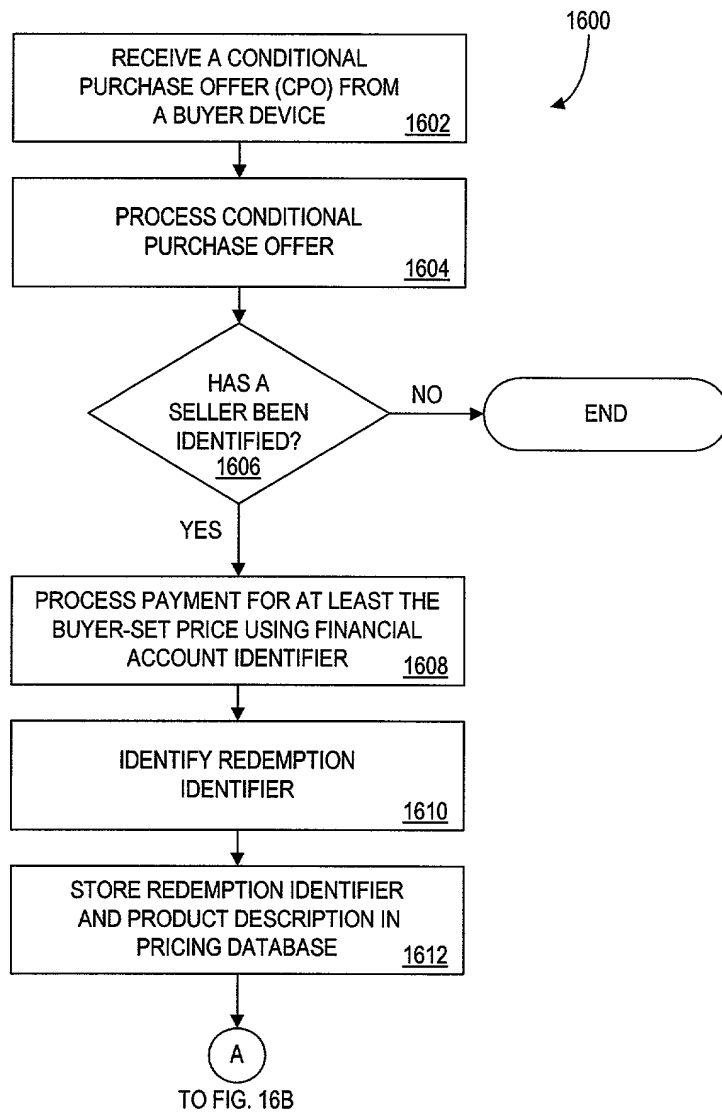 1600
RECEIVE A CONDITIONAL
PURCHASE OFFER (CPO) FROM
A BUYER DEVICE
1602
PROCESS CONDITIONAL
PURCHASE OFFER
1604
HAS A
SELLER BEEN
IDENTIFIED?
1606
NO
END
YES
PROCESS PAYMENT FOR AT LEAST THE
BUYER-SET PRICE USING FINANCIAL
ACCOUNT IDENTIFIER
1608
IDENTIFY REDEMPTION
IDENTIFIER
1610
STORE REDEMPTION IDENTIFIER
AND PRODUCT DESCRIPTION IN
PRICING DATABASE
1612
A
TO FIG. 16B